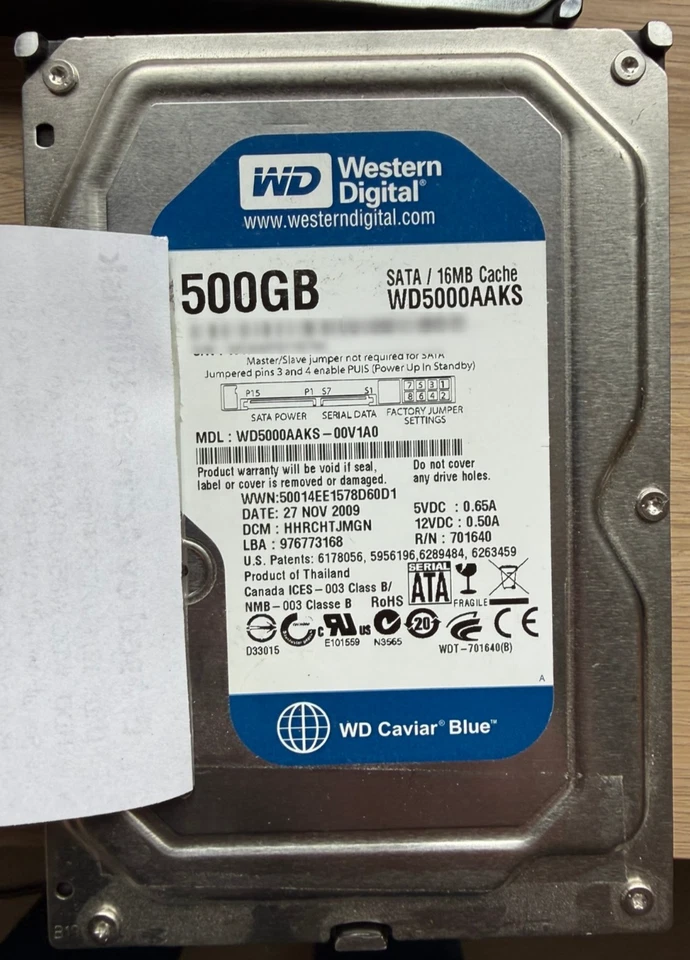 WD Western
Digital®
www.westerndigital.com
500GB
SATA / 16MB Cache
WD5000AAKS
Master/Slave jumper not required for SATA
Jumpered pins 3 and 4 enable PUIS (Power Up In Standby)
P15 P1 S7 S1
7 5 3 1
8 6 4 2
SATA POWER SERIAL DATA FACTORY JUMPER
SETTINGS
MDL : WD5000AAKS-00V1A0
Product warranty will be void if seal,
label or cover is removed or damaged.
Do not cover
any drive holes.
WWN:50014EE1578D60D1
DATE: 27 NOV 2009
DCM : HHRCHTJMGN
LBA : 976773168
5VDC : 0.65A
12VDC : 0.50A
R/N : 701640
U.S. Patents: 6178056, 5956196,6289484, 6263459
Product of Thailand
Canada ICES-003 Class B/
NMB-003 Classe B
RoHS
SERIAL
ATA
FRAGILE
D33015
c RU us
E101559
N3565
20
CE
WDT-701640(B)
A
WD Caviar® Blue™